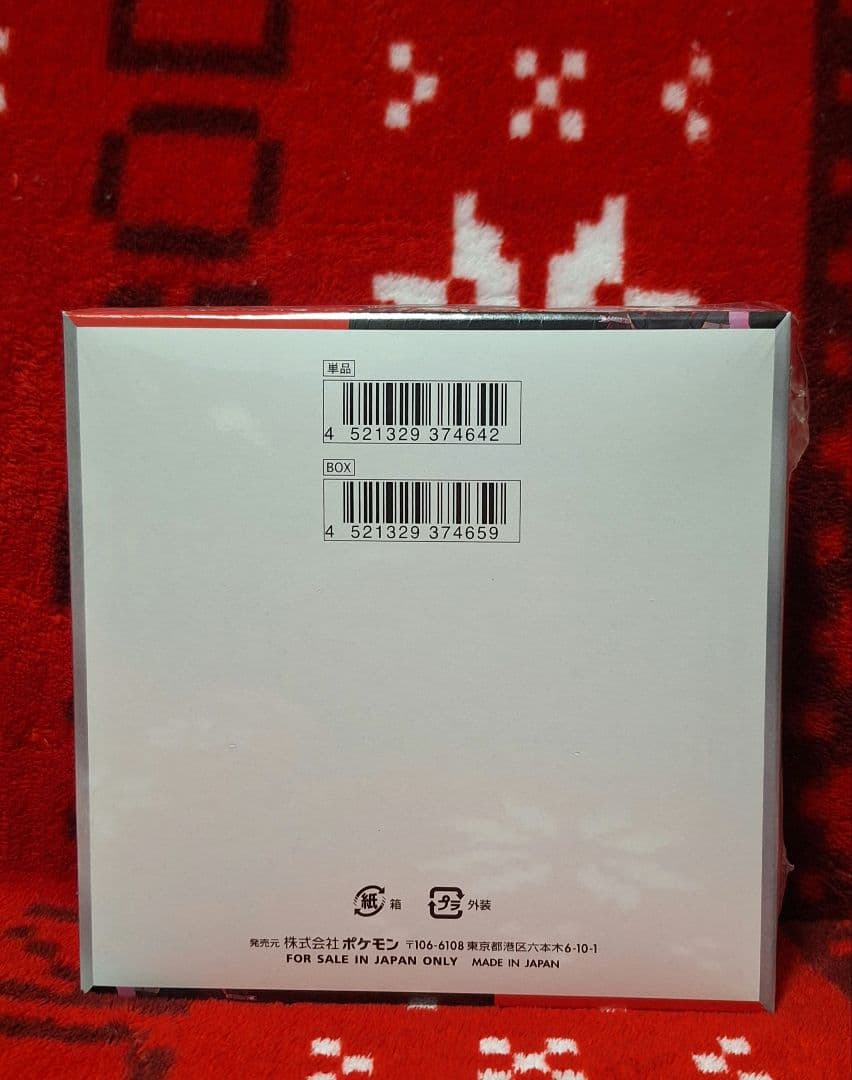 単品
4 521329 374642
BOX
4 521329 374659
紙 箱 プラ 外装
発売元 株式会社 ポケモン 〒106-6108 東京都港区六本木6-10-1
FOR SALE IN JAPAN ONLY MADE IN JAPAN